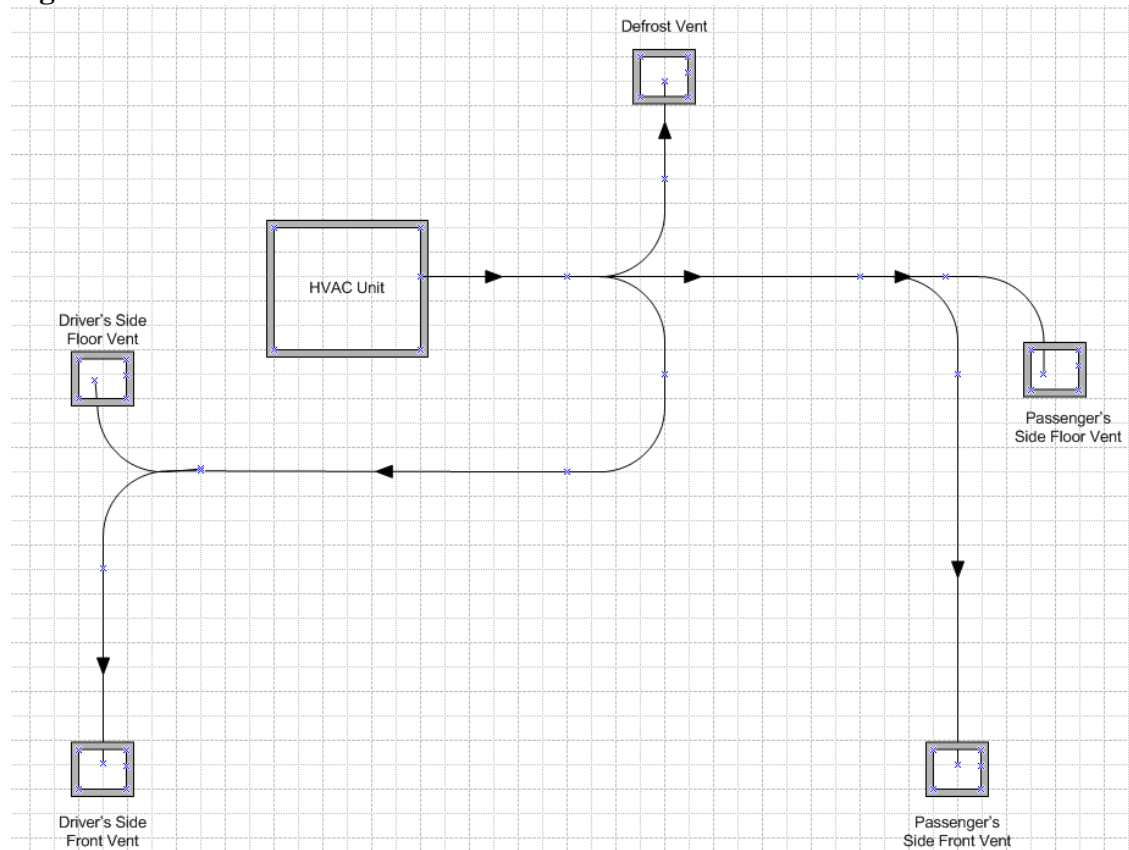 Defrost Vent
HVAC Unit
Driver's Side
Floor Vent
Passenger's
Side Floor Vent
Driver's Side
Front Vent
Passenger's
Side Front Vent